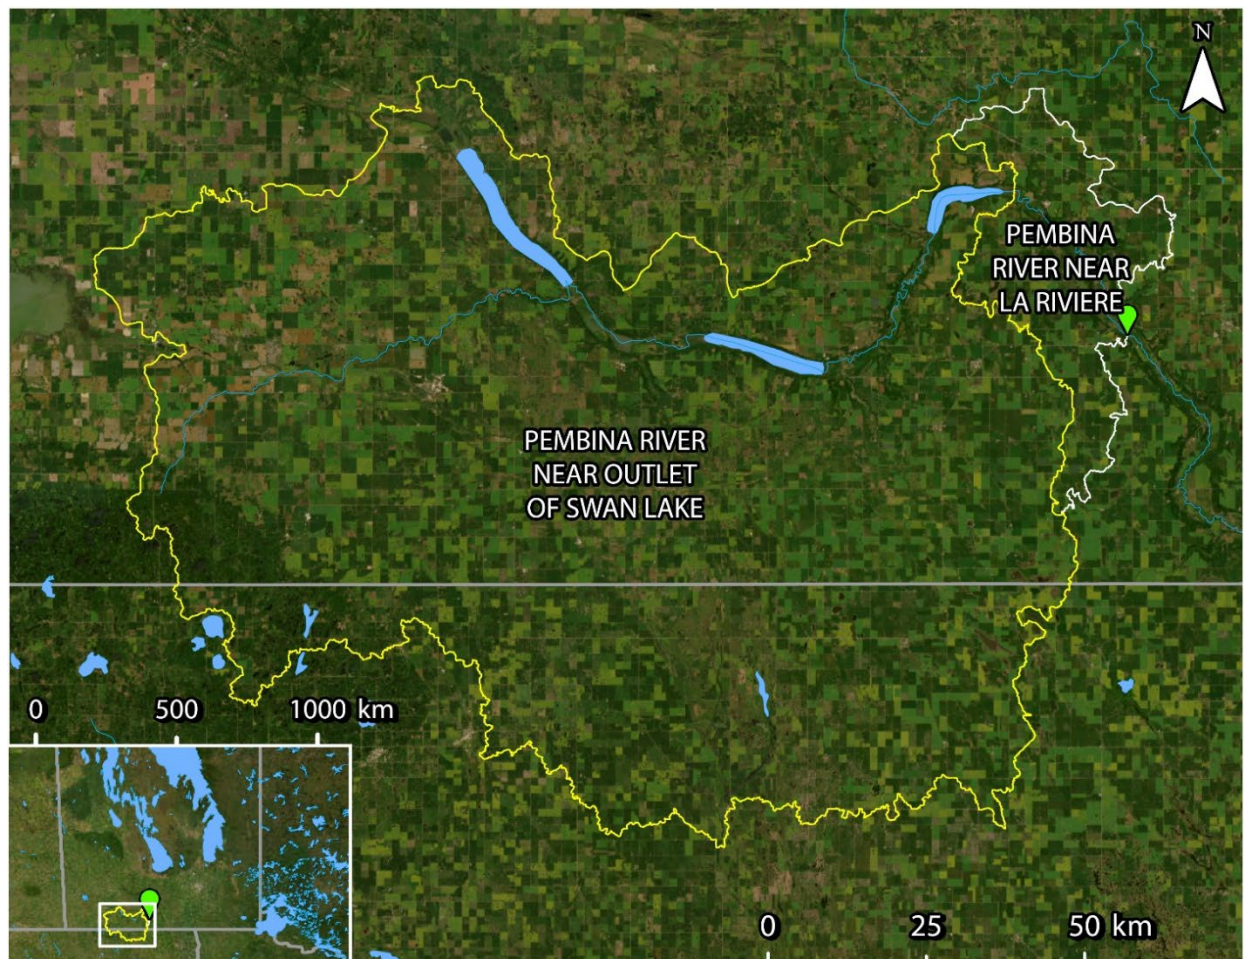 N
PEMBINA
RIVER NEAR
LA RIVIERE
PEMBINA RIVER
NEAR OUTLET
OF SWAN LAKE
0 500 1000 km
0 25 50 km